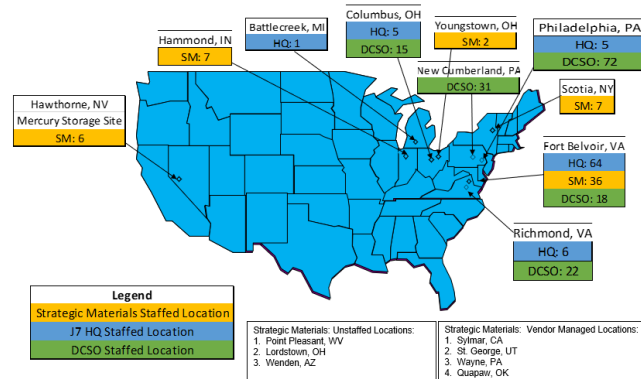 Hammond, IN
SM: 7
Battlecreek, MI
HQ: 1
Columbus, OH
HQ: 5
DCSO: 15
Youngstown, OH
SM: 2
New Cumberland, PA
DCSO: 31
Philadelphia, PA
HQ: 5
DCSO: 72
Scotia, NY
SM: 7
Hawthorne, NV
Mercury Storage Site
SM: 6
Fort Belvoir, VA
HQ: 64
SM: 36
DCSO: 18
Richmond, VA
HQ: 6
DCSO: 22
Legend
Strategic Materials Staffed Location
J7 HQ Staffed Location
DCSO Staffed Location
Strategic Materials: Unstaffed Locations:
1. Point Pleasant, WV
2. Lordstown, OH
3. Wenden, AZ
Strategic Materials: Vendor Managed Locations:
1. Sylmar, CA
2. St. George, UT
3. Wayne, PA
4. Quapaw, OK